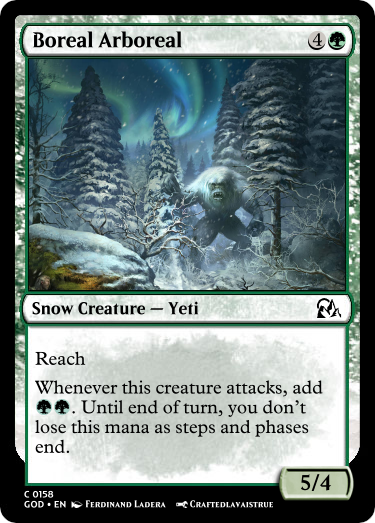 Boreal Arboreal 4
Snow Creature — Yeti
Reach
Whenever this creature attacks, add
. Until end of turn, you don't
lose this mana as steps and phases
end.
5/4
C 0158
GOD • EN Ferdinand Ladera Craftedlavaistrue